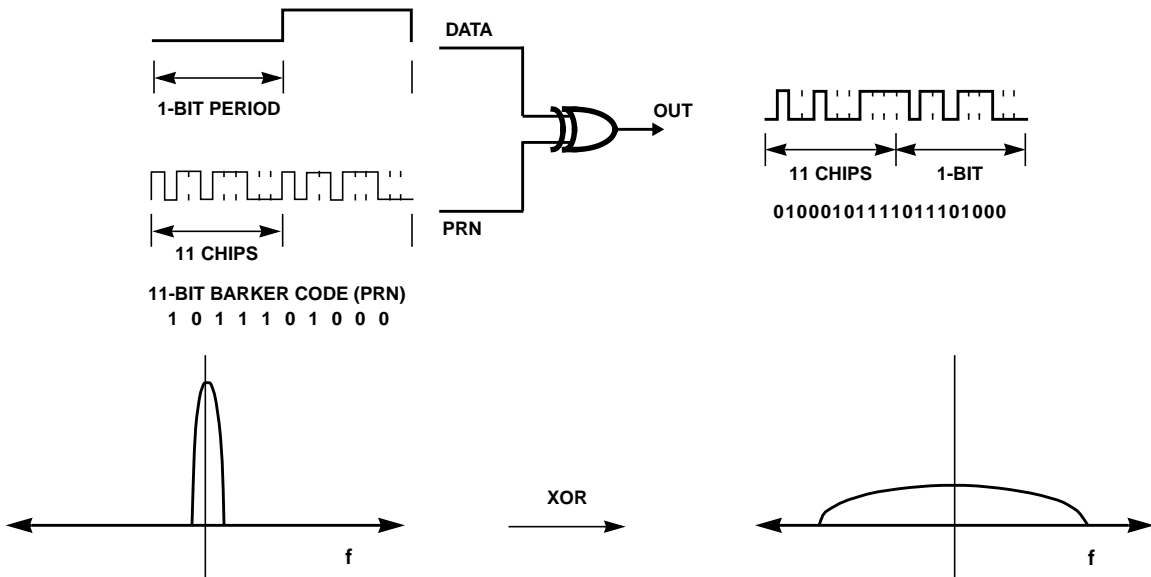 DATA
1-BIT PERIOD
OUT
11 CHIPS 1-BIT
01000101111011101000
PRN
11 CHIPS
11-BIT BARKER CODE (PRN)
1 0 1 1 1 0 1 0 0 0
XOR
f
f